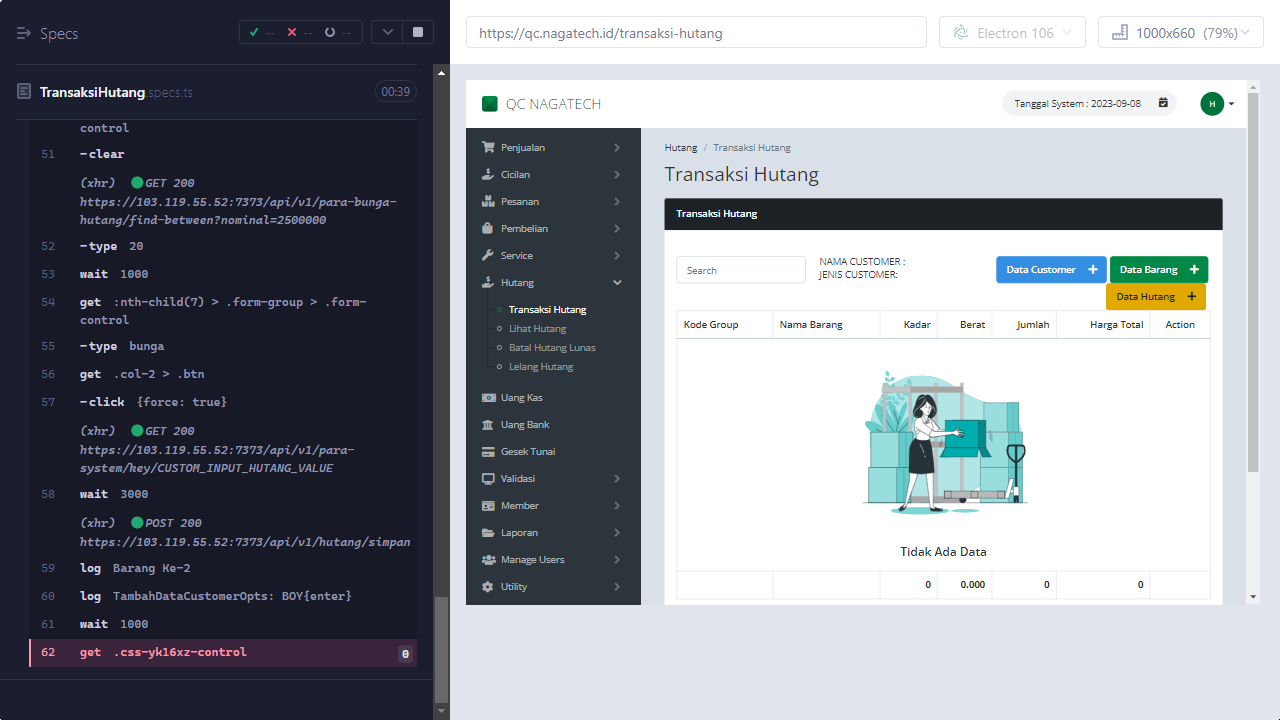 Specs
-- -- --
TransaksiHutang.specs.ts
00:39
control
51 -clear
(xhr) GET 200
https://103.119.55.52:7373/api/v1/para-bunga-
hutang/find-between?nominal=2500000
52 -type 20
53 wait 1000
54 get :nth-child(7) > .form-group > .form-
control
55 -type bunga
56 get .col-2 > .btn
57 -click {force: true}
(xhr) GET 200
https://103.119.55.52:7373/api/v1/para-
system/key/CUSTOM_INPUT_HUTANG_VALUE
58 wait 3000
(xhr) POST 200
https://103.119.55.52:7373/api/v1/hutang/simpan
59 log Barang Ke-2
60 log TambahDataCustomerOpts: BOY{enter}
61 wait 1000
62 get .css-yk16xz-control 0
https://qc.nagatech.id/transaksi-hutang
Electron 106
1000x660 (79%)
QC NAGATECH
Tanggal System : 2023-09-08
H
Penjualan
Cicilan
Pesanan
Pembelian
Service
Hutang
Transaksi Hutang
Lihat Hutang
Batal Hutang Lunas
Lelang Hutang
Uang Kas
Uang Bank
Gesek Tunai
Validasi
Member
Laporan
Manage Users
Utility
Hutang / Transaksi Hutang
Transaksi Hutang
Transaksi Hutang
Search
NAMA CUSTOMER :
JENIS CUSTOMER:
Data Customer +
Data Barang +
Data Hutang +
Kode Group Nama Barang Kadar Berat Jumlah Harga Total Action
Tidak Ada Data
0 0.000 0 0